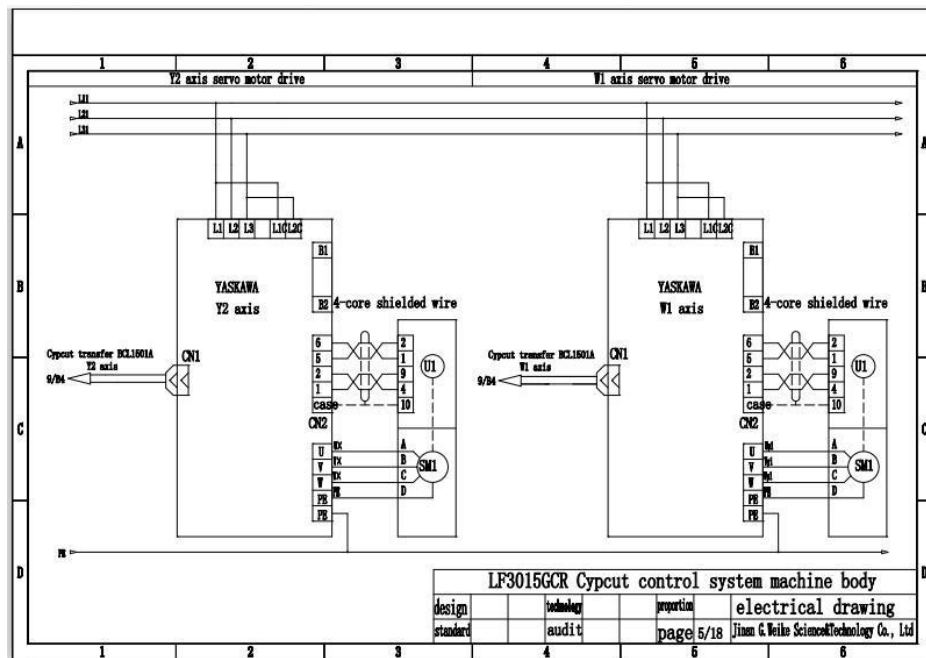 1 2 3 4 5 6
Y2 axis servo motor drive W1 axis servo motor drive
L11
L21
L31
A A
L1 L2 L3 L1C L2C L1 L2 L3 L1C L2C
B1 B1
B B
YASKAWA YASKAWA
Y2 axis W1 axis
B2 4-core shielded wire B2 4-core shielded wire
6 2 6 2
Cypcut transfer BCL1501A CN1 5 1 Cypcut transfer BCL1501A CN1 5 1
Y2 axis 2 9 U1 W1 axis 2 9 U1
9/B4 1 4 9/B4 1 4
case 10 case 10
C C
CN2 CN2
U A U A
V B V B
W C SM1 W C SM1
PE PE D PE PE D
PE PE
PE
D D
LF3015GCR Cypcut control system machine body
design technology proportion electrical drawing
standard audit page 5/18 Jinan G.Weike Science&Technology Co., Ltd
1 2 3 4 5 6